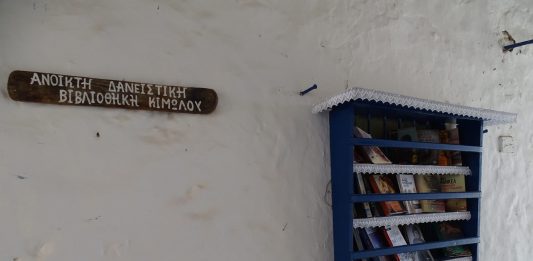 ΑΝΟΙΚΤΗ ΔΑΝΕΙΣΤΙΚΗ
ΒΙΒΛΙΟΘΗΚΗ ΚΙΜΩΛΟΥ